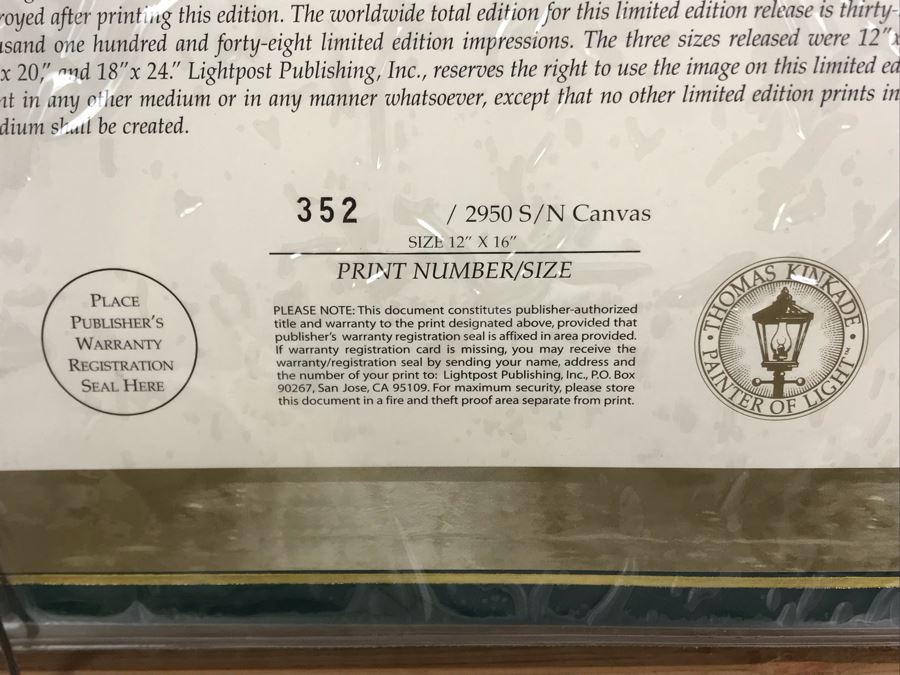 royed after printing this edition. The worldwide total edition for this limited edition release is thirty-
usand one hundred and forty-eight limited edition impressions. The three sizes released were 12”x
x 20,” and 18”x 24.” Lightpost Publishing, Inc., reserves the right to use the image on this limited ed
nt in any other medium or in any manner whatsoever, except that no other limited edition prints in
dium shall be created.
352 / 2950 S/N Canvas
SIZE 12” X 16”
PRINT NUMBER/SIZE
PLACE
PUBLISHER’S
WARRANTY
REGISTRATION
SEAL HERE
PLEASE NOTE: This document constitutes publisher-authorized
title and warranty to the print designated above, provided that
publisher’s warranty registration seal is affixed in area provided.
If warranty registration card is missing, you may receive the
warranty/registration seal by sending your name, address and
the number of your print to: Lightpost Publishing, Inc., P.O. Box
90267, San Jose, CA 95109. For maximum security, please store
this document in a fire and theft proof area separate from print.
THOMAS KINKADE
• PAINTER OF LIGHT™ •